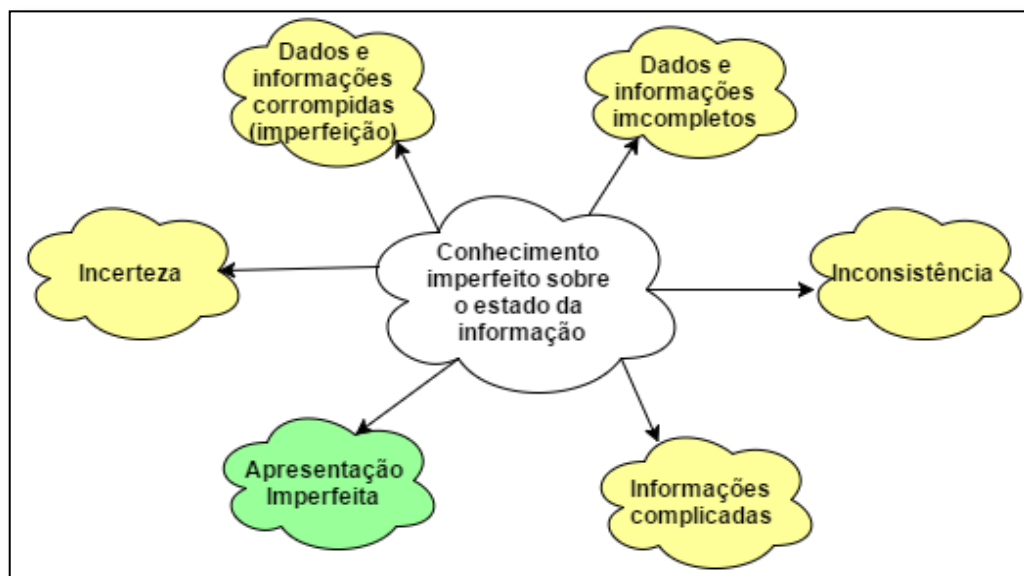 Dados e
informações
corrompidas
(imperfeição)
Dados e
informações
imcompletos
Incerteza
Conhecimento
imperfeito sobre
o estado da
informação
Inconsistência
Apresentação
Imperfeita
Informações
complicadas